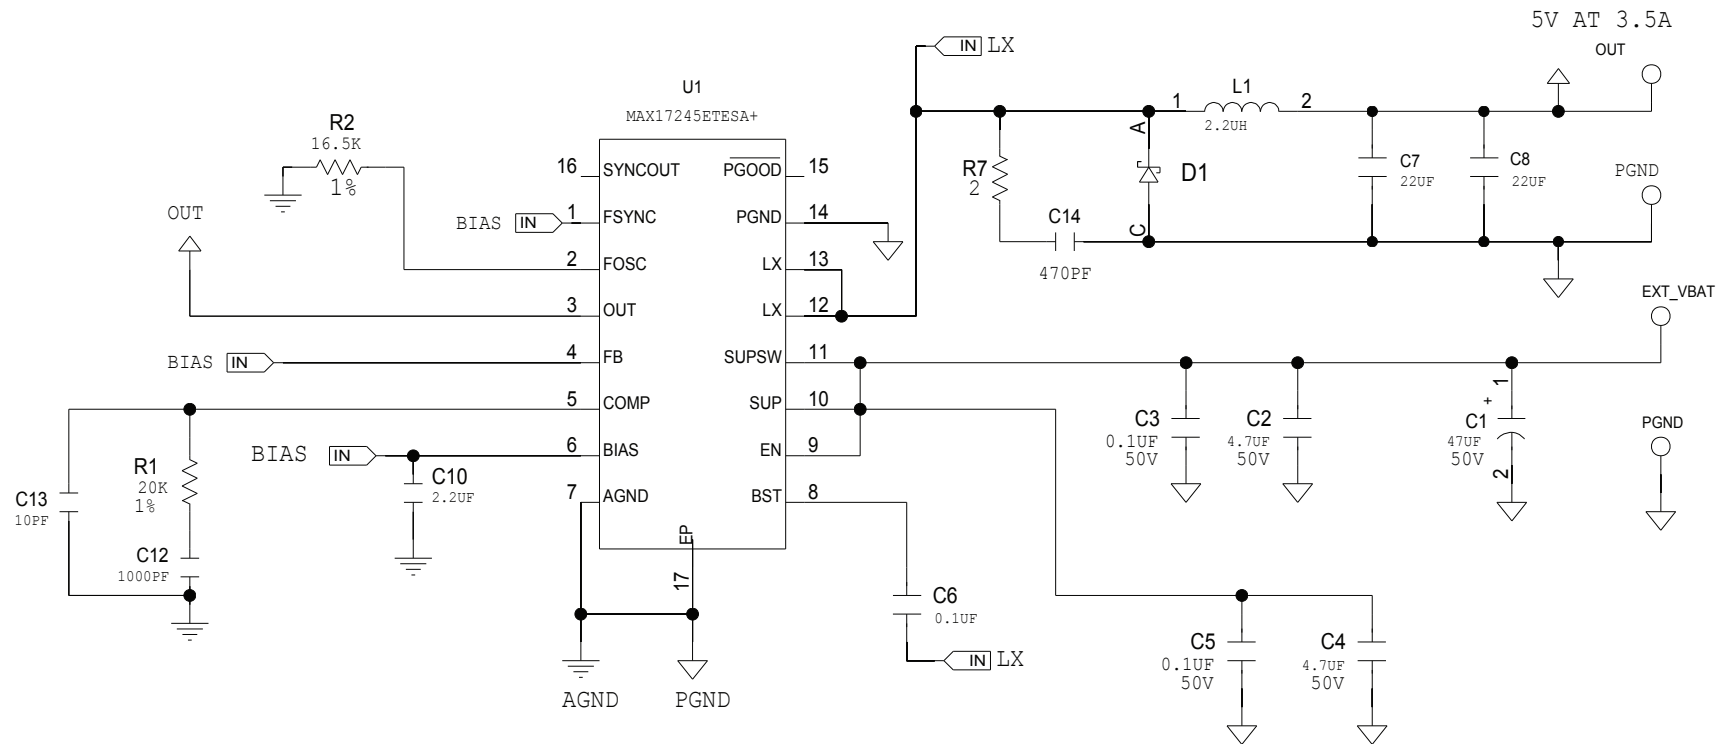 5V AT 3.5A
OUT
IN LX
U1
MAX17245ETESA+
R2
16.5K
1%
16 SYNCOUT
PGOOD 15
BIAS IN 1 FSYNC
PGND 14
2 FOSC
LX 13
OUT
3 OUT
LX 12
BIAS IN 4 FB
SUPSW 11
5 COMP
SUP 10
BIAS IN 6 BIAS
EN 9
7 AGND
BST 8
EP
17
C10
2.2UF
R1
20K
1%
C13
10PF
C12
1000PF
AGND
PGND
C6
0.1UF
IN LX
1 L1 2
2.2UH
R7
2
A
D1
C
C14
470PF
C7
22UF
C8
22UF
PGND
EXT_VBAT
C3
0.1UF
50V
C2
4.7UF
50V
1
+
C1
47UF
50V
2
PGND
C5
0.1UF
50V
C4
4.7UF
50V